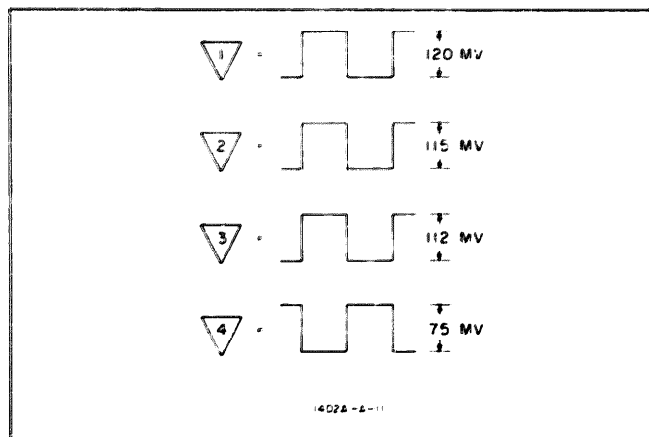 1 = 120 MV
2 = 115 MV
3 = 112 MV
4 = 75 MV
1402A-A-11